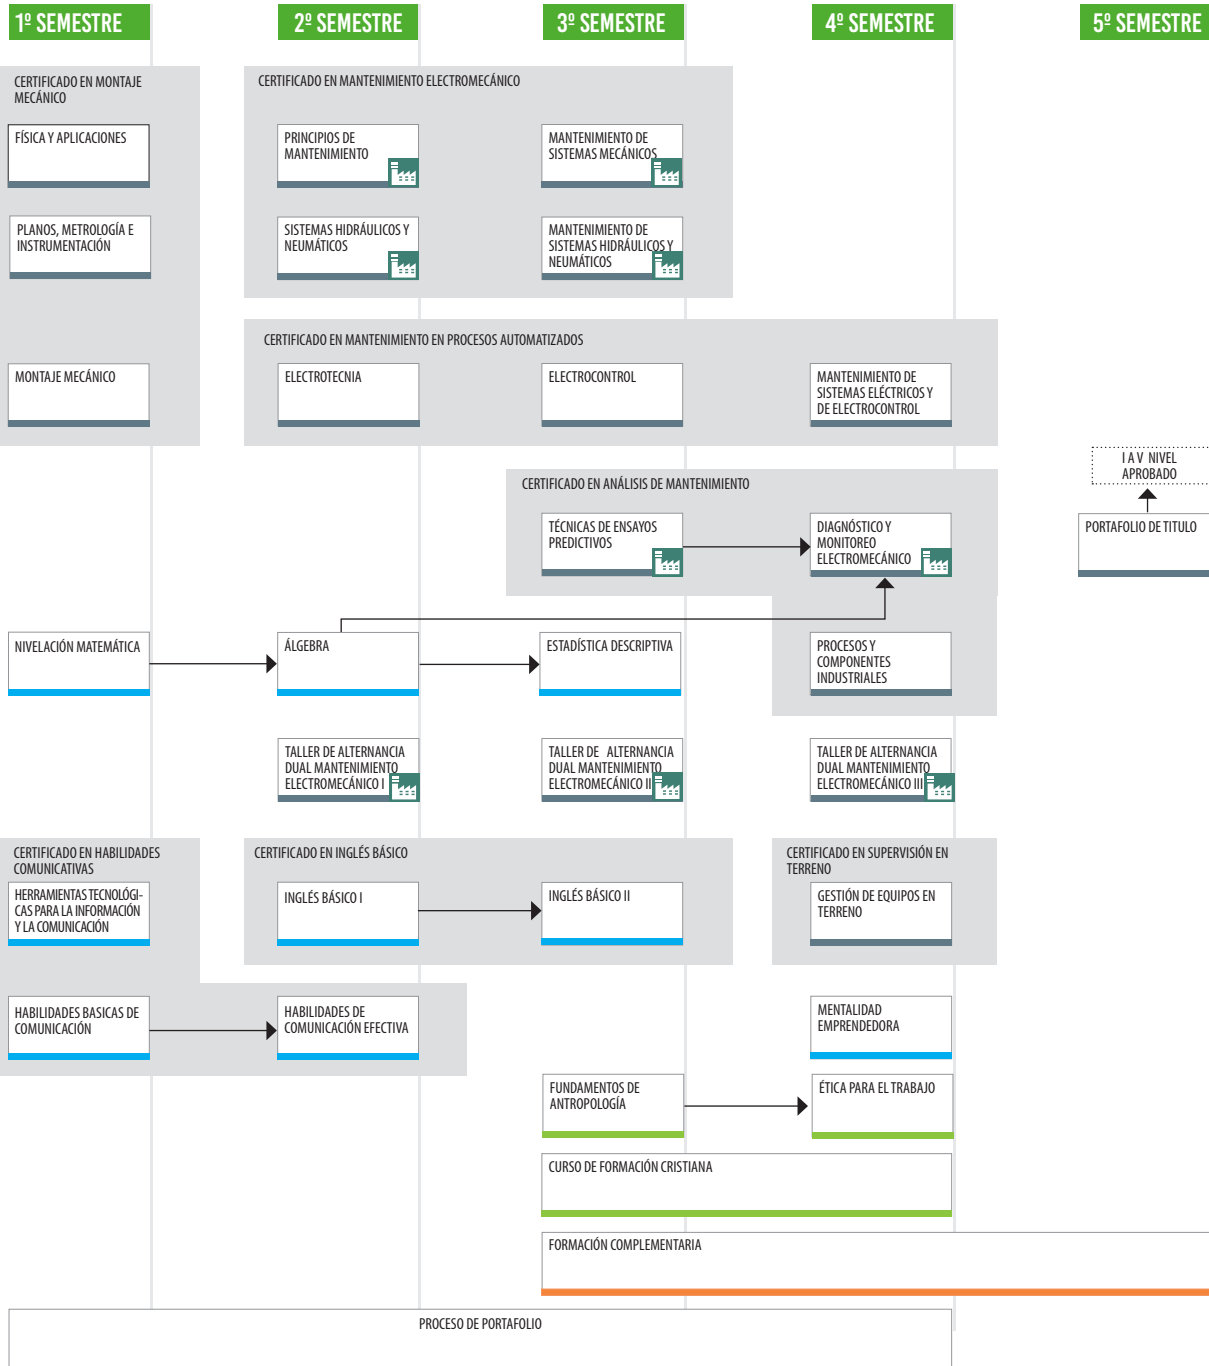 1º SEMESTRE
2º SEMESTRE
3º SEMESTRE
4º SEMESTRE
5º SEMESTRE
CERTIFICADO EN MONTAJE
MECÁNICO
CERTIFICADO EN MANTENIMIENTO ELECTROMECÁNICO
FÍSICA Y APLICACIONES
PRINCIPIOS DE
MANTENIMIENTO
MANTENIMIENTO DE
SISTEMAS MECÁNICOS
PLANOS, METROLOGÍA E
INSTRUMENTACIÓN
SISTEMAS HIDRÁULICOS Y
NEUMÁTICOS
MANTENIMIENTO DE
SISTEMAS HIDRÁULICOS Y
NEUMÁTICOS
CERTIFICADO EN MANTENIMIENTO EN PROCESOS AUTOMATIZADOS
MONTAJE MECÁNICO
ELECTROTECNIA
ELECTROCONTROL
MANTENIMIENTO DE
SISTEMAS ELÉCTRICOS Y
DE ELECTROCONTROL
I A V NIVEL
APROBADO
CERTIFICADO EN ANÁLISIS DE MANTENIMIENTO
TÉCNICAS DE ENSAYOS
PREDICTIVOS
DIAGNÓSTICO Y
MONITOREO
ELECTROMECÁNICO
PORTAFOLIO DE TITULO
NIVELACIÓN MATEMÁTICA
ÁLGEBRA
ESTADÍSTICA DESCRIPTIVA
PROCESOS Y
COMPONENTES
INDUSTRIALES
TALLER DE ALTERNANCIA
DUAL MANTENIMIENTO
ELECTROMECÁNICO I
TALLER DE ALTERNANCIA
DUAL MANTENIMIENTO
ELECTROMECÁNICO II
TALLER DE ALTERNANCIA
DUAL MANTENIMIENTO
ELECTROMECÁNICO III
CERTIFICADO EN HABILIDADES
COMUNICATIVAS
CERTIFICADO EN INGLÉS BÁSICO
CERTIFICADO EN SUPERVISIÓN EN
TERRENO
HERRAMIENTAS TECNOLÓGI-
CAS PARA LA INFORMACIÓN
Y LA COMUNICACIÓN
INGLÉS BÁSICO I
INGLÉS BÁSICO II
GESTIÓN DE EQUIPOS EN
TERRENO
HABILIDADES BASICAS DE
COMUNICACIÓN
HABILIDADES DE
COMUNICACIÓN EFECTIVA
MENTALIDAD
EMPRENDEDORA
FUNDAMENTOS DE
ANTROPOLOGÍA
ÉTICA PARA EL TRABAJO
CURSO DE FORMACIÓN CRISTIANA
FORMACIÓN COMPLEMENTARIA
PROCESO DE PORTAFOLIO